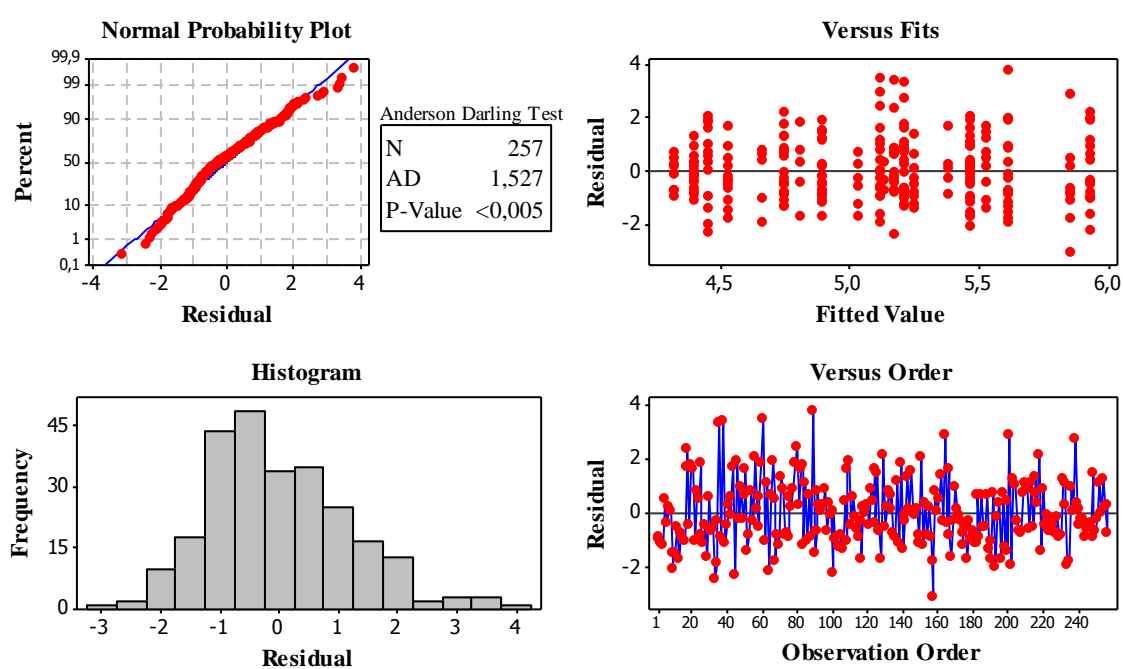 Normal Probability Plot
99,9
99
90
50
10
1
0,1
Percent
-4 -2 0 2 4
Residual
Anderson Darling Test
N 257
AD 1,527
P-Value <0,005
Versus Fits
4
2
0
-2
Residual
4,5 5,0 5,5 6,0
Fitted Value
Histogram
45
30
15
0
Frequency
-3 -2 -1 0 1 2 3 4
Residual
Versus Order
4
2
0
-2
Residual
1 20 40 60 80 100 120 140 160 180 200 220 240
Observation Order